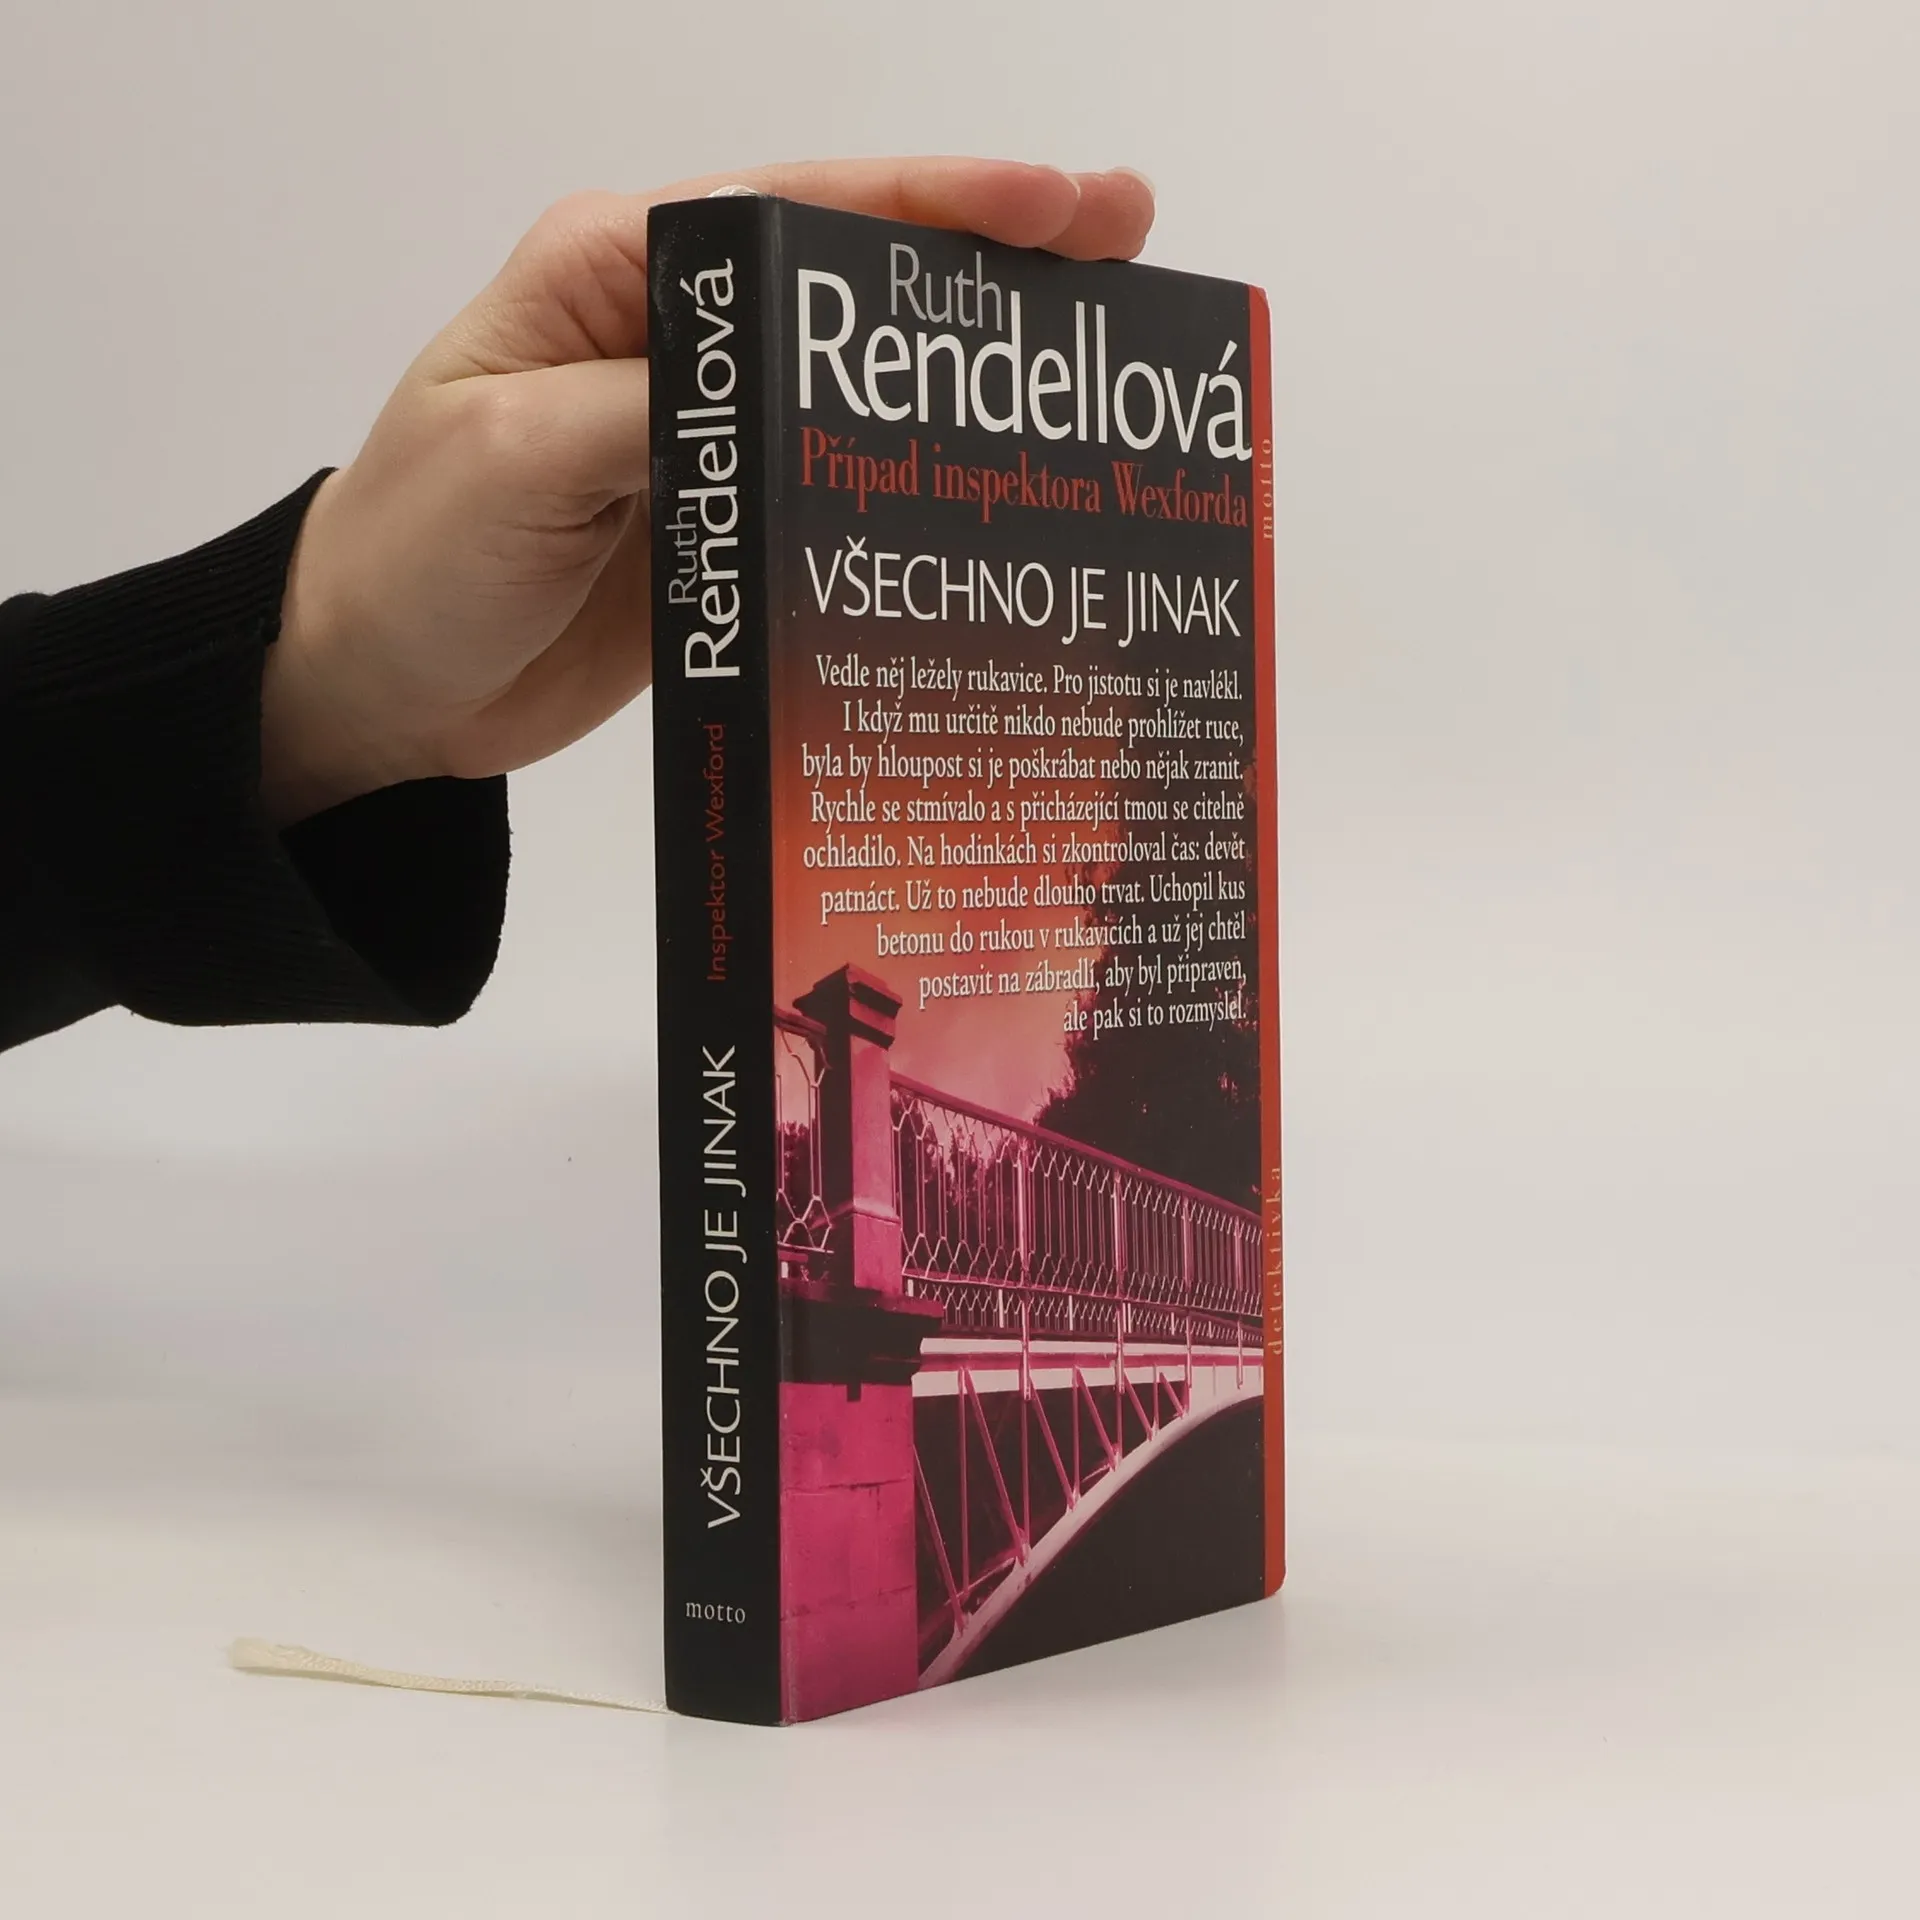 Ruth
Rendellová
Inspektor Wexford
VŠECHNO JE JINAK
motto
Ruth
Rendellová
Případ inspektora Wexforda
VŠECHNO JE JINAK
Vedle něj ležely rukavice. Pro jistotu si je navlékl.
I když mu určitě nikdo nebude prohlížet ruce,
byla by hloupost si je poškrábat nebo nějak zranit.
Rychle se stmívalo a s přicházející tmou se citelně
ochladilo. Na hodinkách si zkontroloval čas: devět
patnáct. Už to nebude dlouho trvat. Uchopil kus
betonu do rukou v rukavicích a už jej chtěl
postavit na zábradlí, aby byl připraven,
ale pak si to rozmyslel.
motto
detektivka